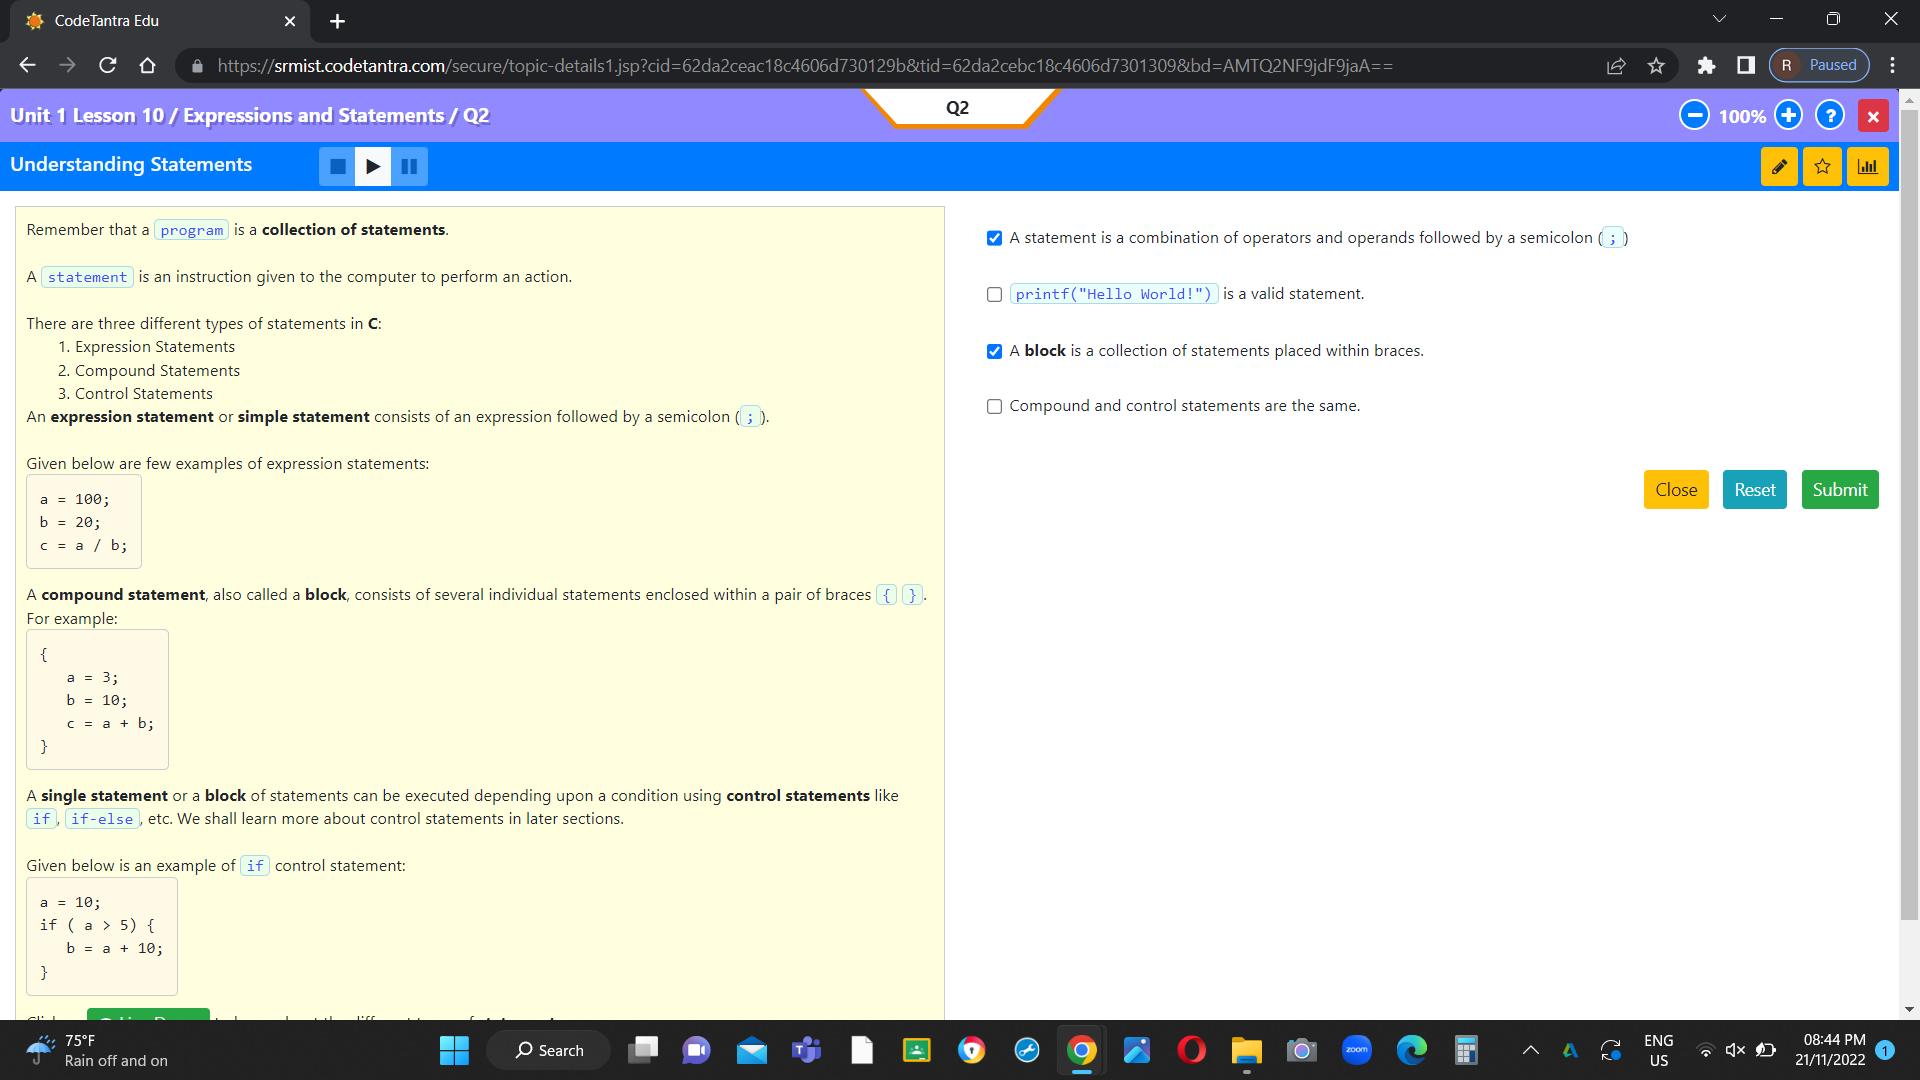 CodeTantra Edu
https://srmist.codetantra.com/secure/topic-details1.jsp?cid=62da2ceac18c4606d730129b&tid=62da2cebc18c4606d7301309&bd=AMTQ2NF9jdF9jaA==
R Paused
Unit 1 Lesson 10 / Expressions and Statements / Q2
Q2
100%
?
Understanding Statements
Remember that a program is a collection of statements.
A statement is an instruction given to the computer to perform an action.
There are three different types of statements in C:
1. Expression Statements
2. Compound Statements
3. Control Statements
An expression statement or simple statement consists of an expression followed by a semicolon ( ; ).
Given below are few examples of expression statements:
a = 100;
b = 20;
c = a / b;
A compound statement, also called a block, consists of several individual statements enclosed within a pair of braces { }.
For example:
{
a = 3;
b = 10;
c = a + b;
}
A single statement or a block of statements can be executed depending upon a condition using control statements like
if, if-else, etc. We shall learn more about control statements in later sections.
Given below is an example of if control statement:
a = 10;
if ( a > 5) {
b = a + 10;
}
A statement is a combination of operators and operands followed by a semicolon ( ; )
printf("Hello World!") is a valid statement.
A block is a collection of statements placed within braces.
Compound and control statements are the same.
Close
Reset
Submit
75°F
Rain off and on
Search
zoom
ENG
US
08:44 PM
21/11/2022
1